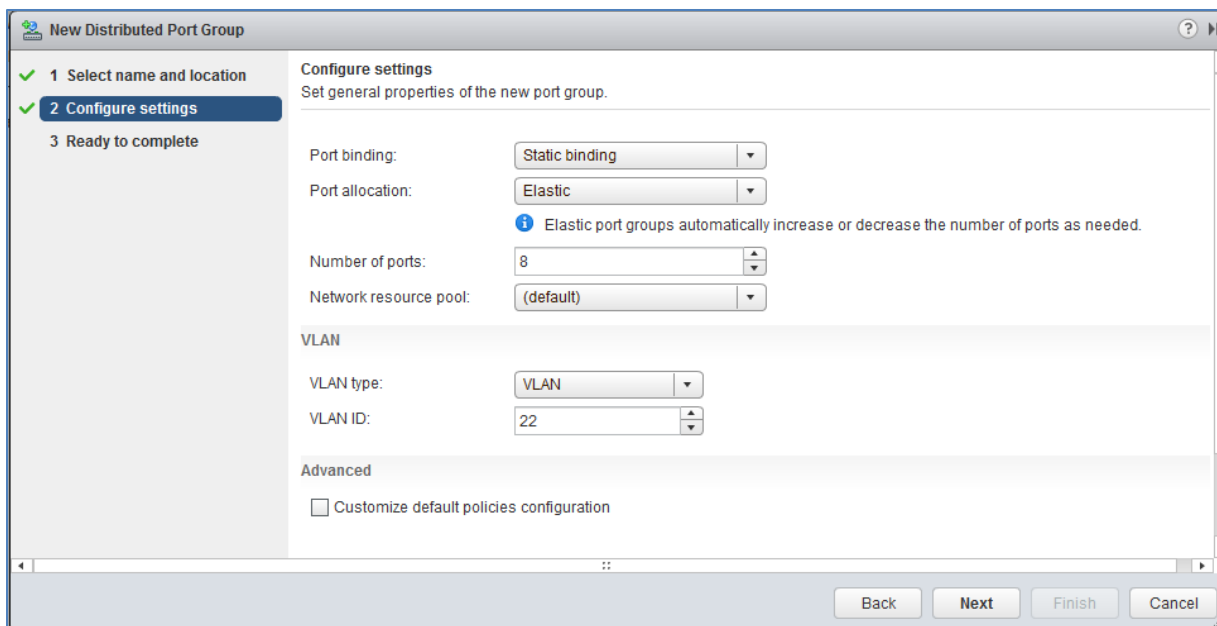 New Distributed Port Group
?
1 Select name and location
2 Configure settings
3 Ready to complete
Configure settings
Set general properties of the new port group.
Port binding: Static binding
Port allocation: Elastic
Elastic port groups automatically increase or decrease the number of ports as needed.
Number of ports: 8
Network resource pool: (default)
VLAN
VLAN type: VLAN
VLAN ID: 22
Advanced
Customize default policies configuration
Back Next Finish Cancel